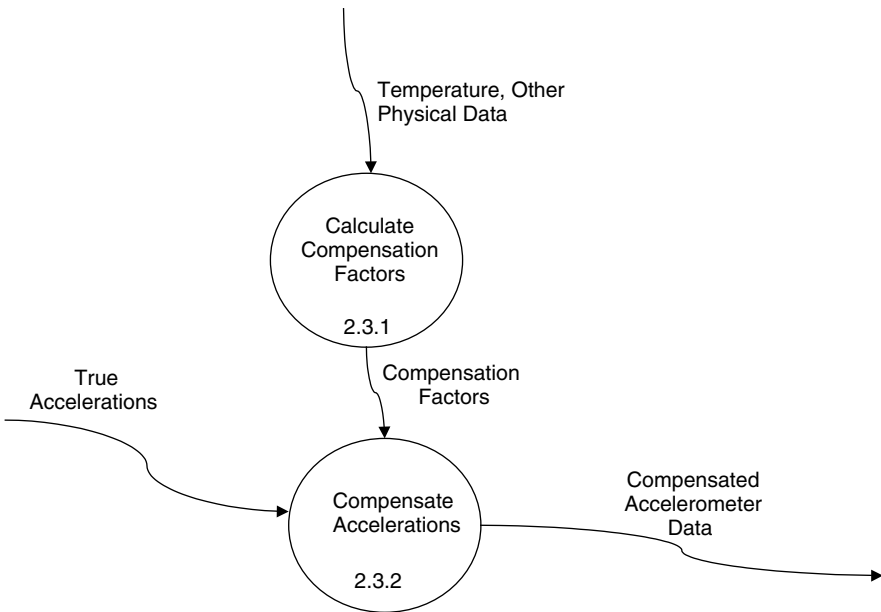 Temperature, Other
Physical Data
Calculate
Compensation
Factors
2.3.1
True
Accelerations
Compensation
Factors
Compensate
Accelerations
2.3.2
Compensated
Accelerometer
Data